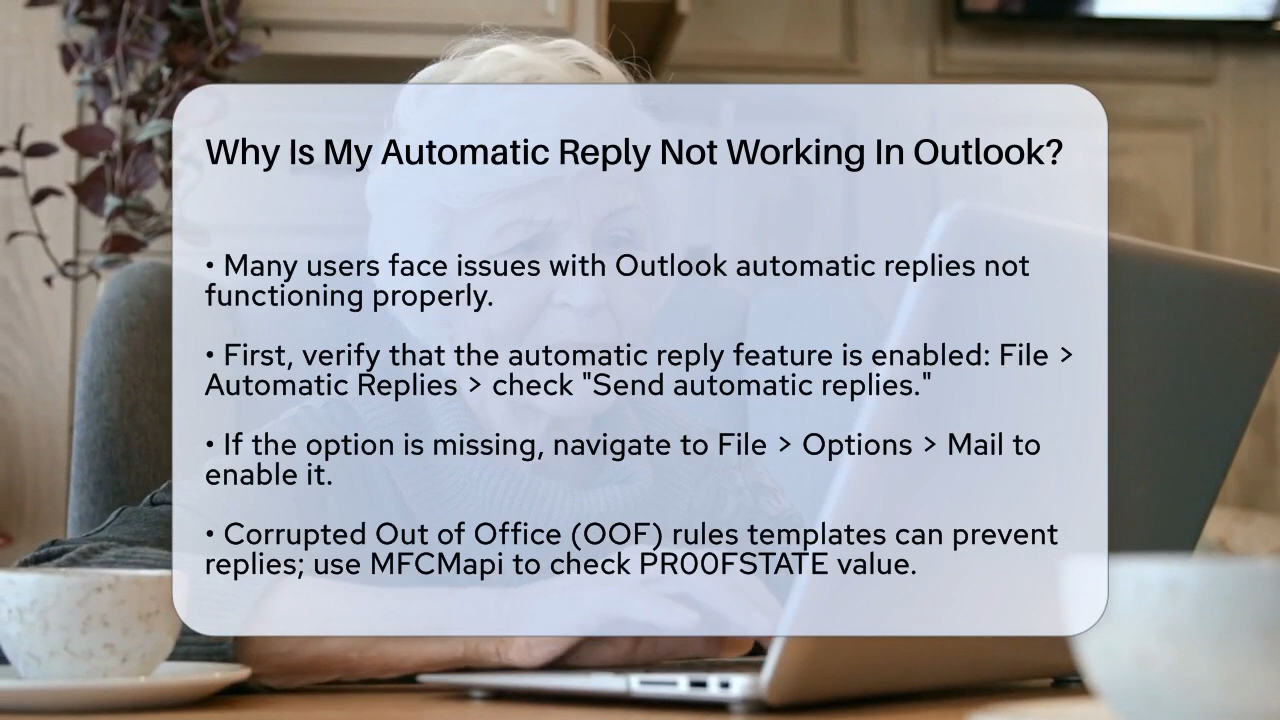 Why Is My Automatic Reply Not Working In Outlook?
• Many users face issues with Outlook automatic replies not
functioning properly.
• First, verify that the automatic reply feature is enabled: File >
Automatic Replies > check "Send automatic replies."
• If the option is missing, navigate to File > Options > Mail to
enable it.
• Corrupted Out of Office (OOF) rules templates can prevent
replies; use MFCMapi to check PR00FSTATE value.